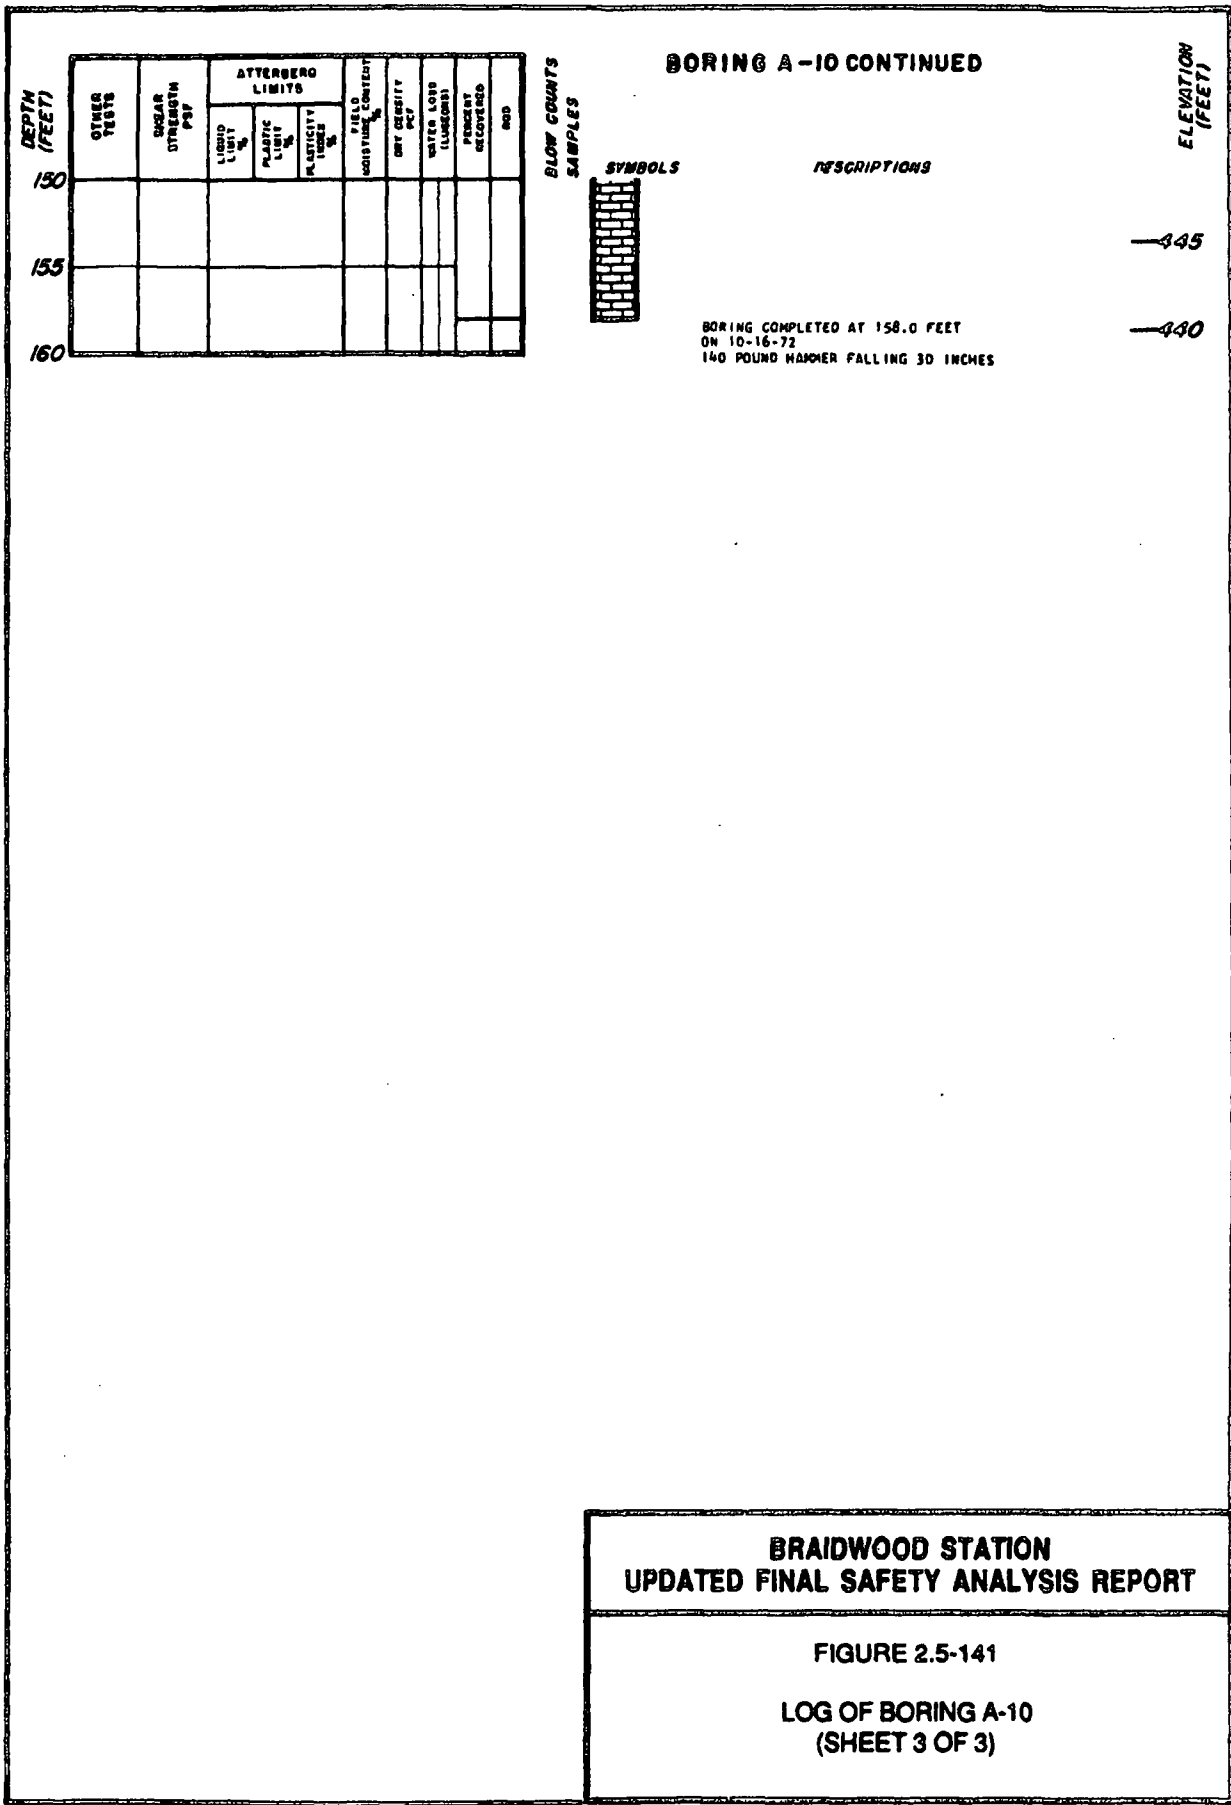 BORING A-10 CONTINUED
DEPTH
(FEET)
OTHER
TESTS
SHEAR
STRENGTH
PSF
ATTERBERG
LIMITS
LIQUID
LIMIT
%
PLASTIC
LIMIT
%
PLASTICITY
INDEX
%
FIELD
MOISTURE CONTENT
%
DRY DENSITY
PCF
WATER LOSS
(LUGEONS)
PERCENT
RECOVERED
RQD
BLOW COUNTS
SAMPLES
SYMBOLS
DESCRIPTIONS
ELEVATION
(FEET)
150
155
160
445
440
BORING COMPLETED AT 158.0 FEET
ON 10-16-72
140 POUND HAMMER FALLING 30 INCHES
BRAIDWOOD STATION
UPDATED FINAL SAFETY ANALYSIS REPORT
FIGURE 2.5-141
LOG OF BORING A-10
(SHEET 3 OF 3)